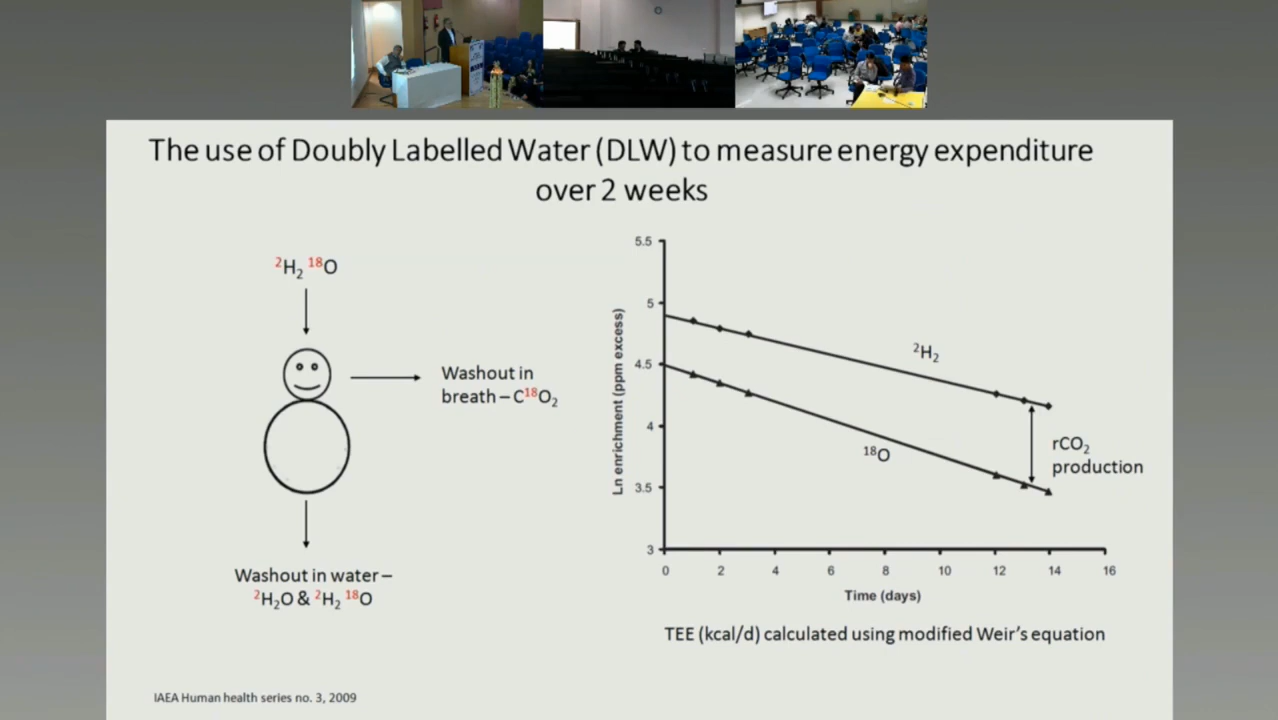 The use of Doubly Labelled Water (DLW) to measure energy expenditure
over 2 weeks
²H₂ ¹⁸O
Washout in
breath – C¹⁸O₂
Washout in water –
²H₂O & ²H₂ ¹⁸O
Ln enrichment (ppm excess)
5.5
5
4.5
4
3.5
3
²H₂
¹⁸O
rCO₂
production
0 2 4 6 8 10 12 14 16
Time (days)
TEE (kcal/d) calculated using modified Weir's equation
IAEA Human health series no. 3, 2009